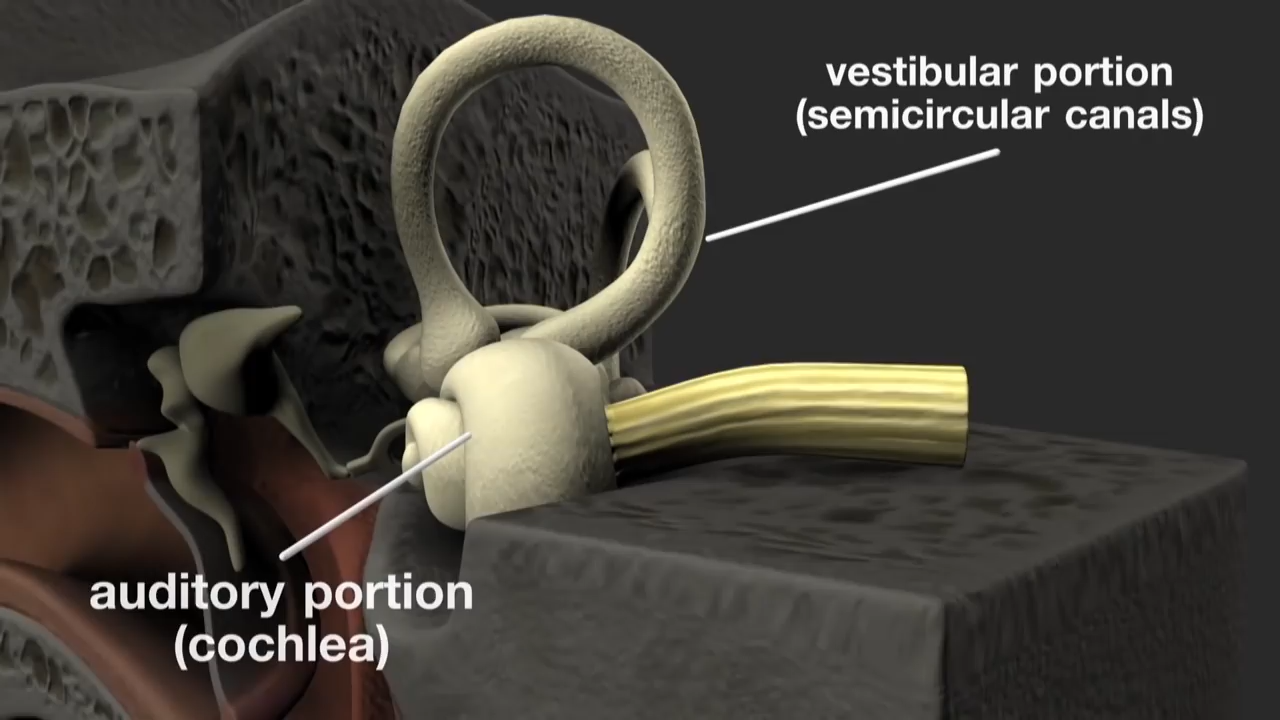 vestibular portion
(semicircular canals)
auditory portion
(cochlea)